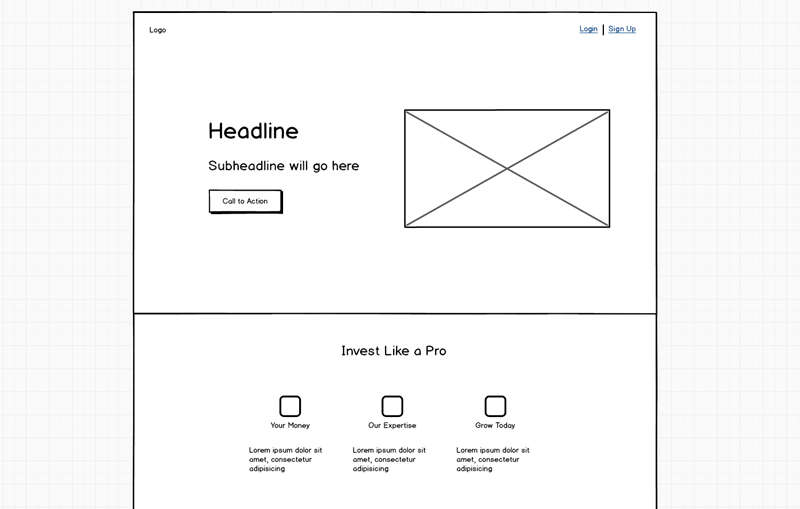 Logo
Login | Sign Up
Headline
Subheadline will go here
Call to Action
Invest Like a Pro
Your Money
Our Expertise
Grow Today
Lorem ipsum dolor sit
amet, consectetur
adipisicing
Lorem ipsum dolor sit
amet, consectetur
adipisicing
Lorem ipsum dolor sit
amet, consectetur
adipisicing